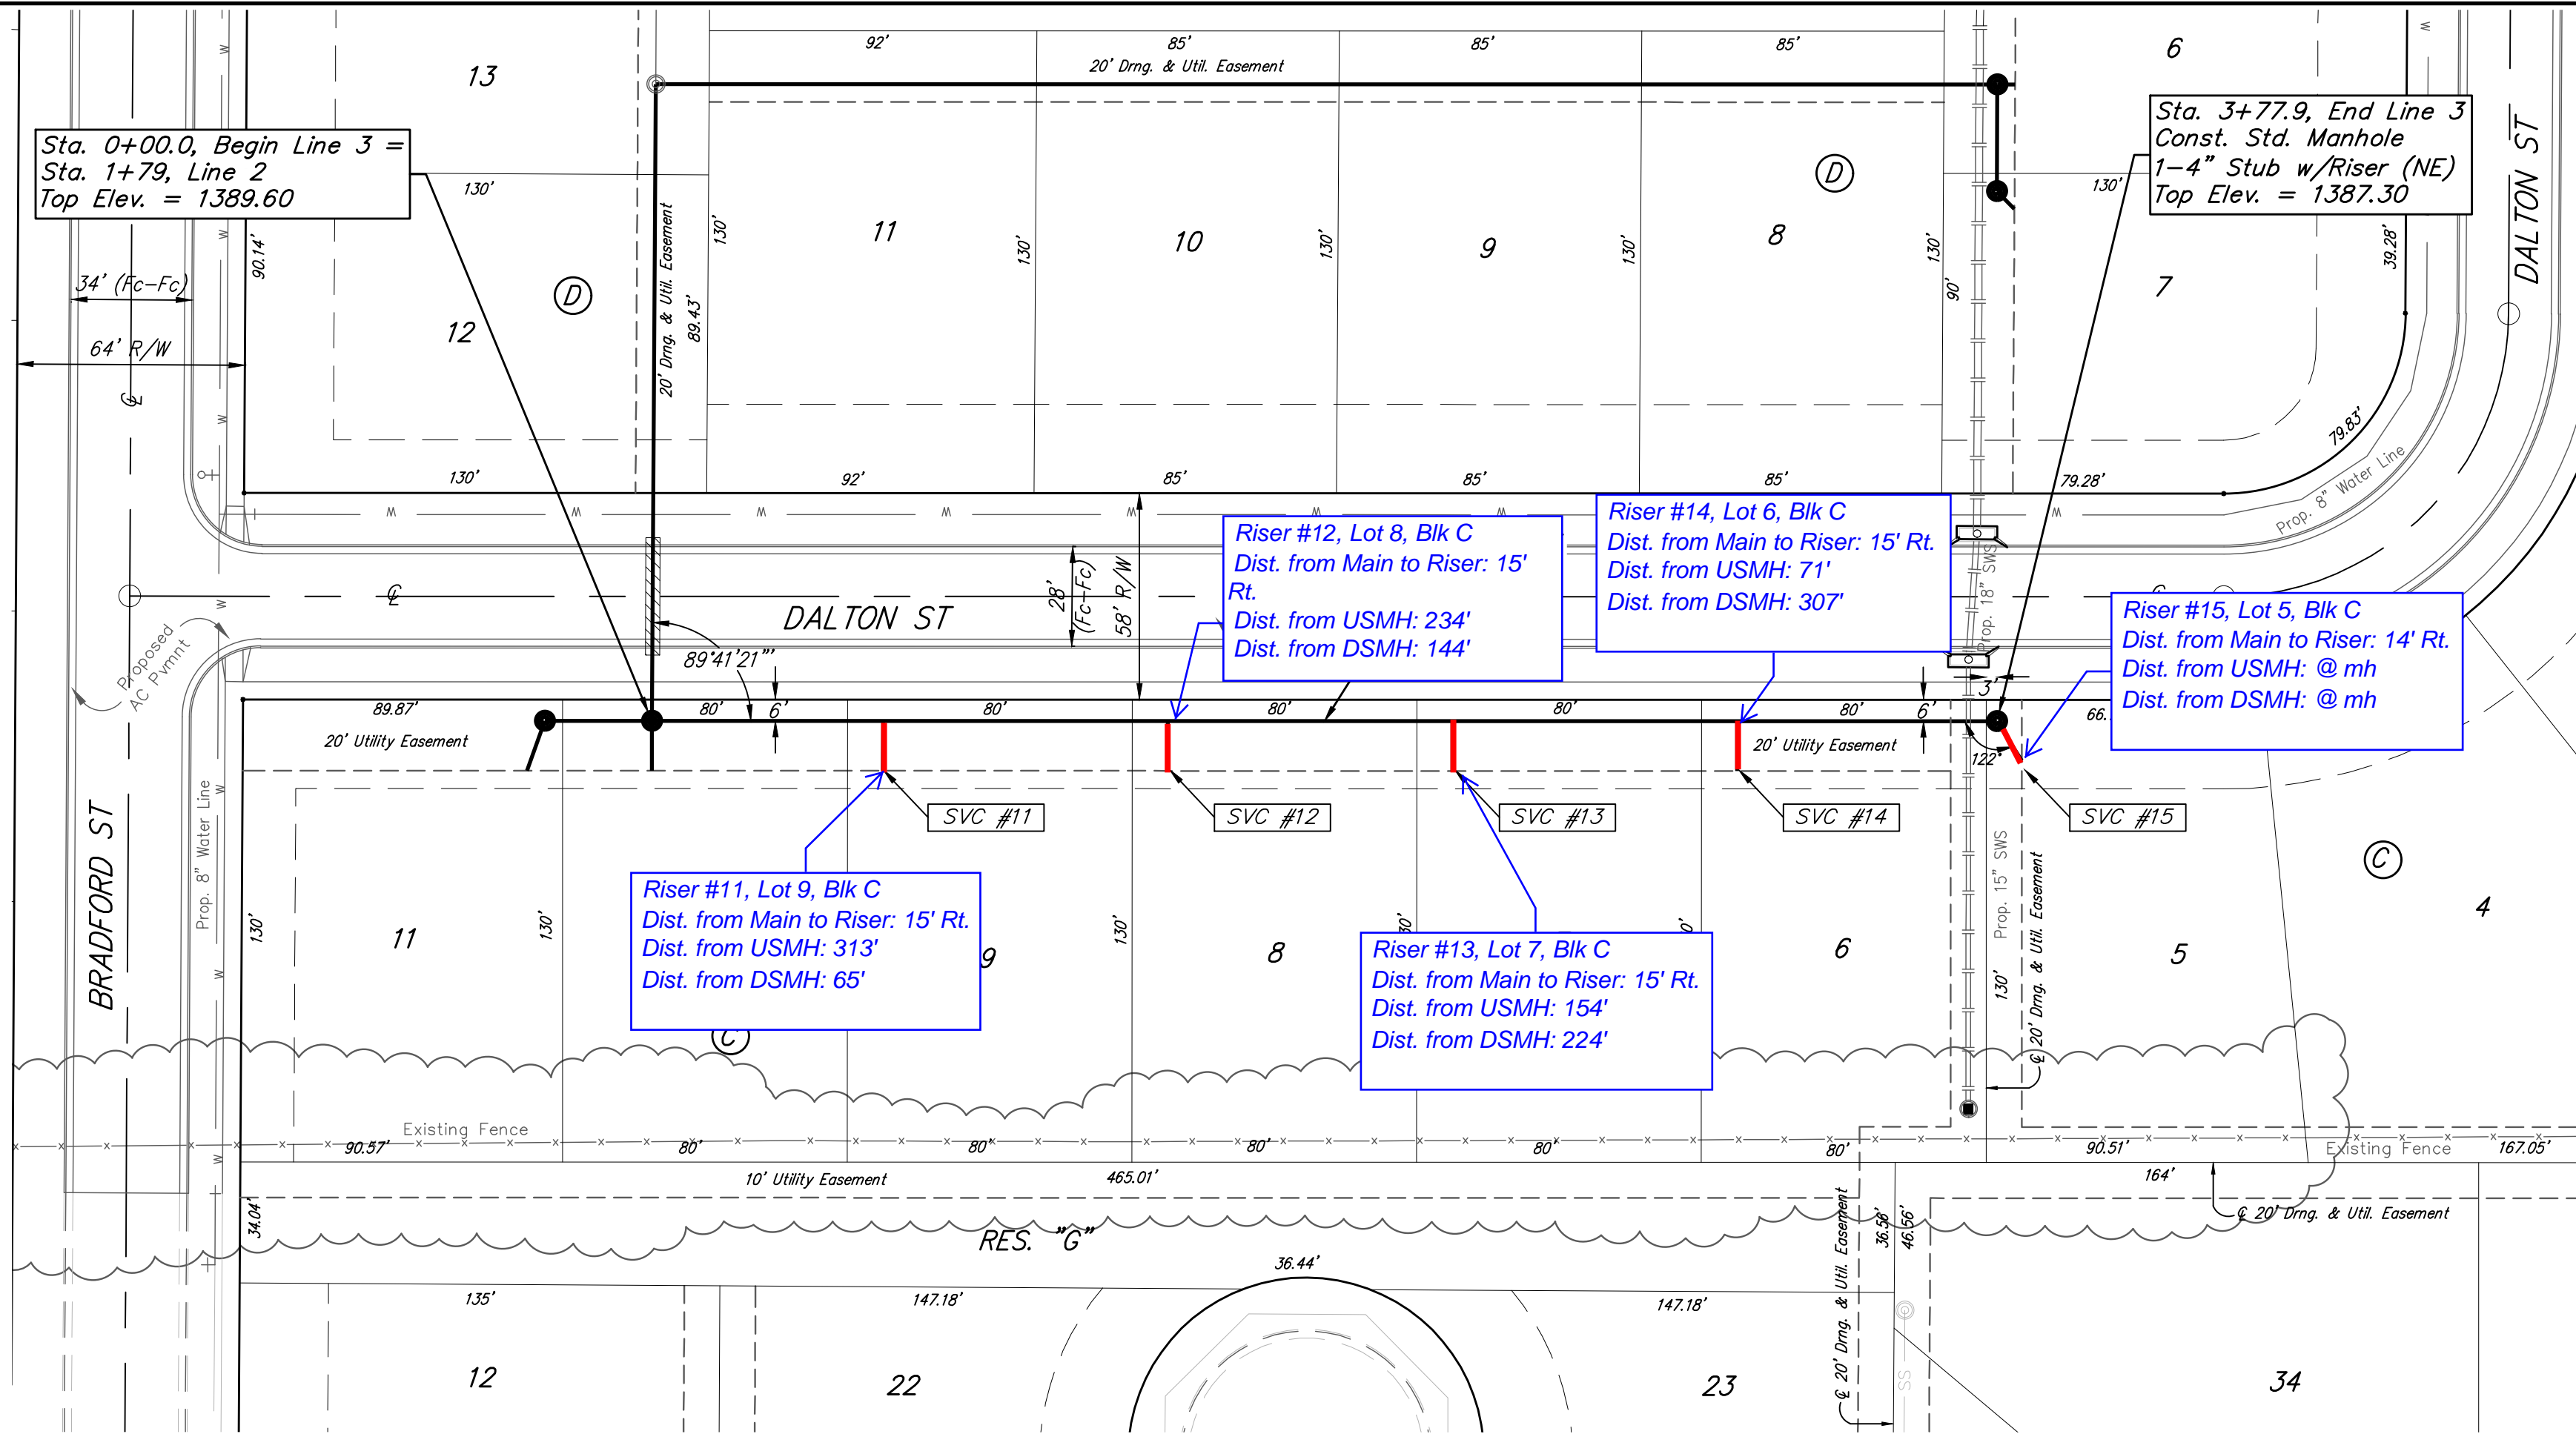 92'
85'
85'
85'
20' Drng. & Util. Easement
13
6
Sta. 0+00.0, Begin Line 3 =
Sta. 1+79, Line 2
Top Elev. = 1389.60
Sta. 3+77.9, End Line 3
Const. Std. Manhole
1-4" Stub w/Riser (NE)
Top Elev. = 1387.30
DALTON ST
130'
130'
D
D
90.14'
34' (Fc-Fc)
64' R/W
12
20' Drng. & Util. Easement
89.43'
130'
11
130'
10
130'
9
130'
8
130'
90'
7
39.28'
79.83'
Prop. 8" Water Line
130'
92'
85'
85'
85'
79.28'
W W W W W W W W
Riser #12, Lot 8, Blk C
Dist. from Main to Riser: 15'
Rt.
Dist. from USMH: 234'
Dist. from DSMH: 144'
Riser #14, Lot 6, Blk C
Dist. from Main to Riser: 15' Rt.
Dist. from USMH: 71'
Dist. from DSMH: 307'
Riser #15, Lot 5, Blk C
Dist. from Main to Riser: 14' Rt.
Dist. from USMH: @ mh
Dist. from DSMH: @ mh
Prop. 18" SWS
DALTON ST
28'
(Fc-Fc)
58' R/W
89°41'21"
Proposed
AC Pvmnt
89.87'
80'
6'
80'
80'
80'
80'
6'
3'
66.
20' Utility Easement
20' Utility Easement
122°
SVC #11
SVC #12
SVC #13
SVC #14
SVC #15
BRADFORD ST
Prop. 8" Water Line
Riser #11, Lot 9, Blk C
Dist. from Main to Riser: 15' Rt.
Dist. from USMH: 313'
Dist. from DSMH: 65'
Riser #13, Lot 7, Blk C
Dist. from Main to Riser: 15' Rt.
Dist. from USMH: 154'
Dist. from DSMH: 224'
130'
11
130'
9
130'
8
6
5
4
C
C
Prop. 15" SWS
130'
℄ 20' Drng. & Util. Easement
Existing Fence
90.57'
80'
80'
80'
80'
80'
90.51'
Existing Fence
167.05'
10' Utility Easement
465.01'
164'
34.04'
RES. "G"
℄ 20' Drng. & Util. Easement
36.56'
46.56'
℄ 20' Drng. & Util. Easement
36.44'
135'
147.18'
147.18'
12
22
23
34
SS